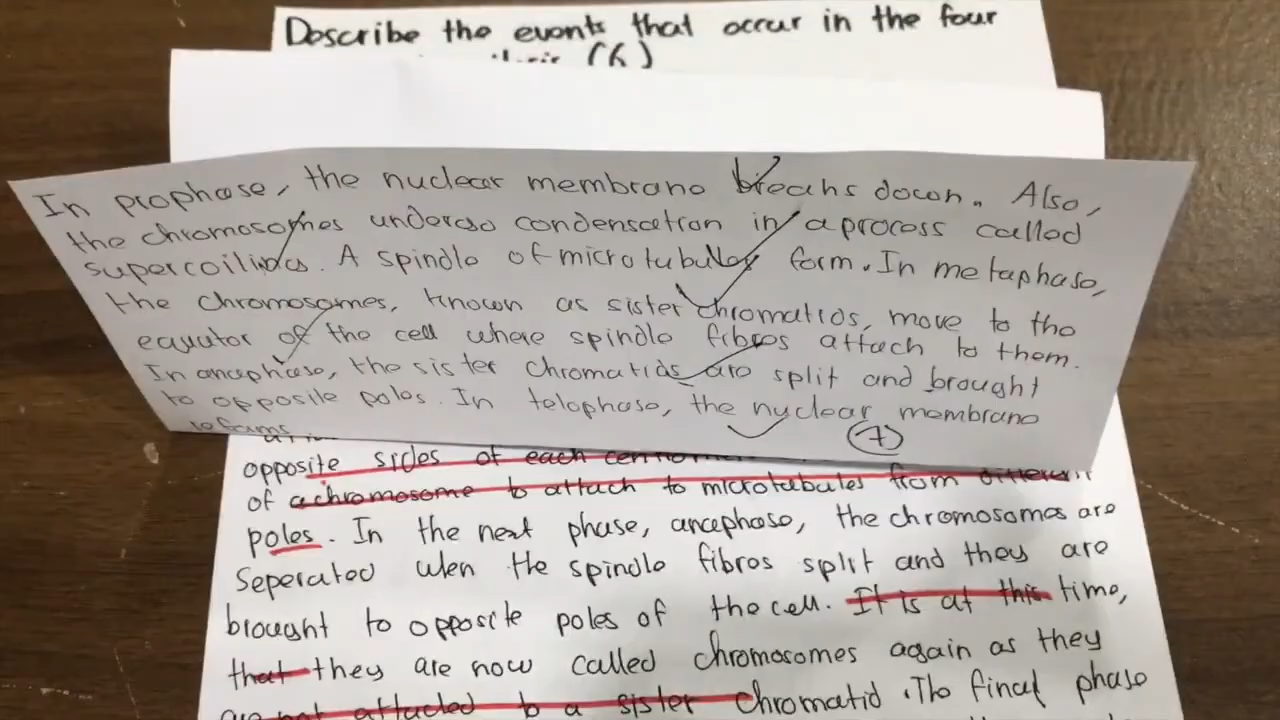 Describe the events that occur in the four
(6)
In prophase, the nuclear membrane breaks down. Also,
the chromosomes undergo condensation in a process called
supercoiling. A spindle of microtubules form. In metaphase,
the chromosomes, known as sister chromatids, move to the
equator of the cell where spindle fibres attach to them.
In anaphase, the sister chromatids are split and brought
to opposite poles. In telophase, the nuclear membrane
reforms
7
opposite sides of each
of a chromosome to attach to microtubules from different
poles. In the next phase, anaphase, the chromosomes are
Seperated when the spindle fibres split and they are
brought to opposite poles of the cell. It is at this time,
that they are now called chromosomes again as they
are not attached to a sister chromatid. The final phase